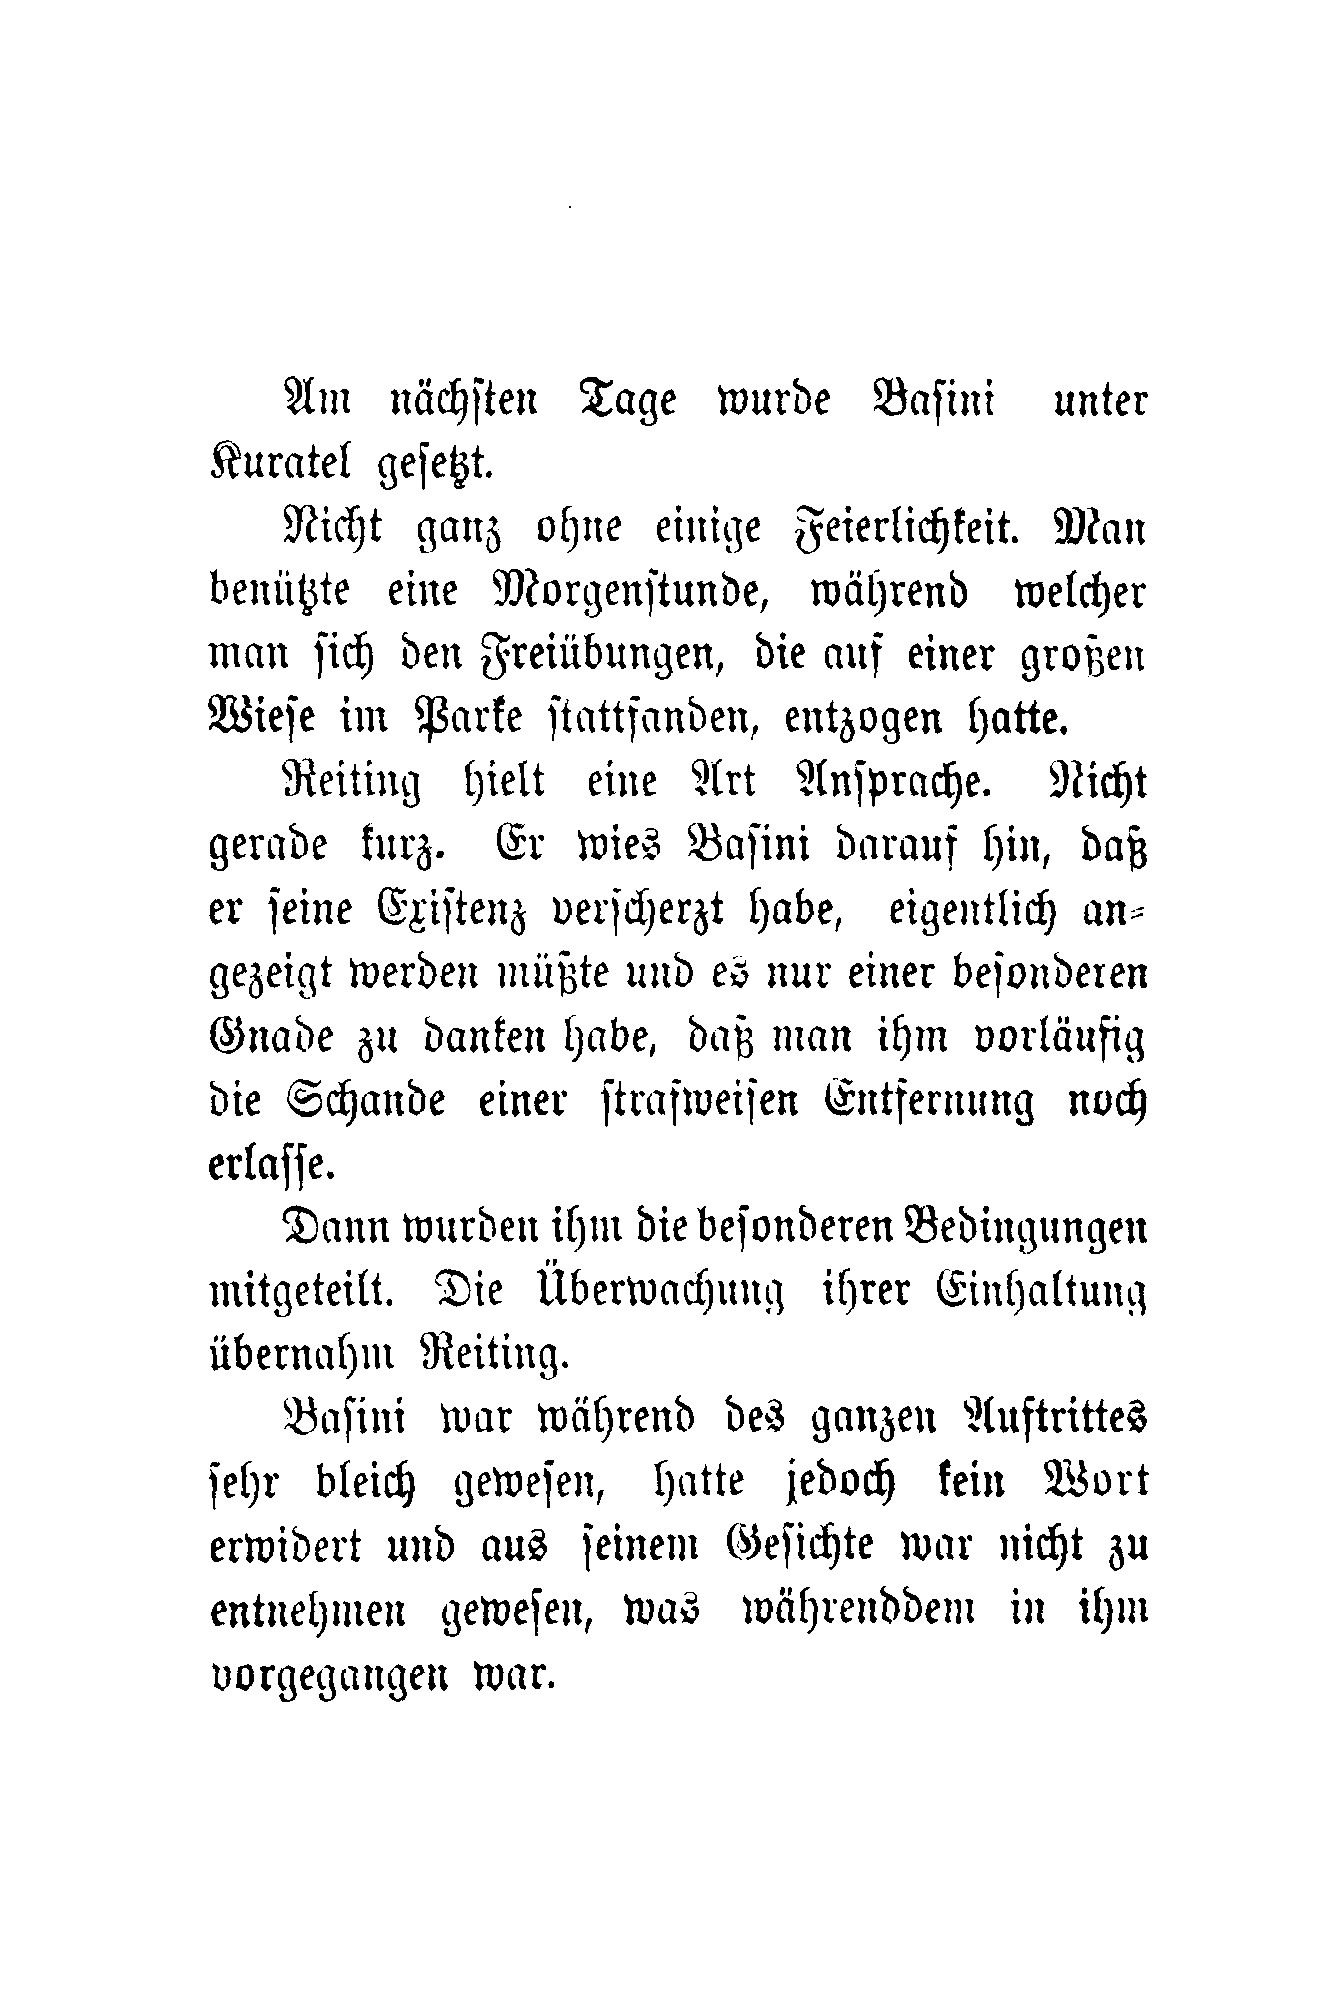 Am nächſten Tage wurde Baſini unter
Kuratel geſetzt.
Nicht ganz ohne einige Feierlichkeit. Man
benützte eine Morgenſtunde, während welcher
man ſich den Freiübungen, die auf einer großen
Wieſe im Parke ſtattfanden, entzogen hatte.
Reiting hielt eine Art Anſprache. Nicht
gerade kurz. Er wies Baſini darauf hin, daß
er ſeine Exiſtenz verſcherzt habe, eigentlich an-
gezeigt werden müßte und es nur einer beſonderen
Gnade zu danken habe, daß man ihm vorläufig
die Schande einer ſtrafweiſen Entfernung noch
erlaſſe.
Dann wurden ihm die beſonderen Bedingungen
mitgeteilt. Die Überwachung ihrer Einhaltung
übernahm Reiting.
Baſini war während des ganzen Auftrittes
ſehr bleich geweſen, hatte jedoch kein Wort
erwidert und aus ſeinem Geſichte war nicht zu
entnehmen geweſen, was währenddem in ihm
vorgegangen war.